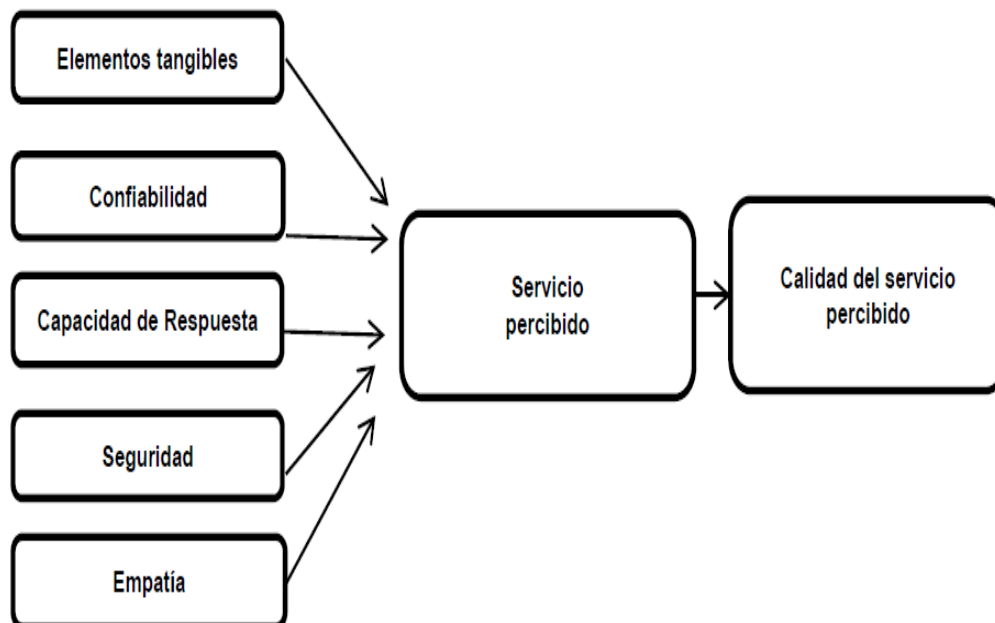 Elementos tangibles
Confiabilidad
Capacidad de Respuesta
Seguridad
Empatía
Servicio
percibido
Calidad del servicio
percibido